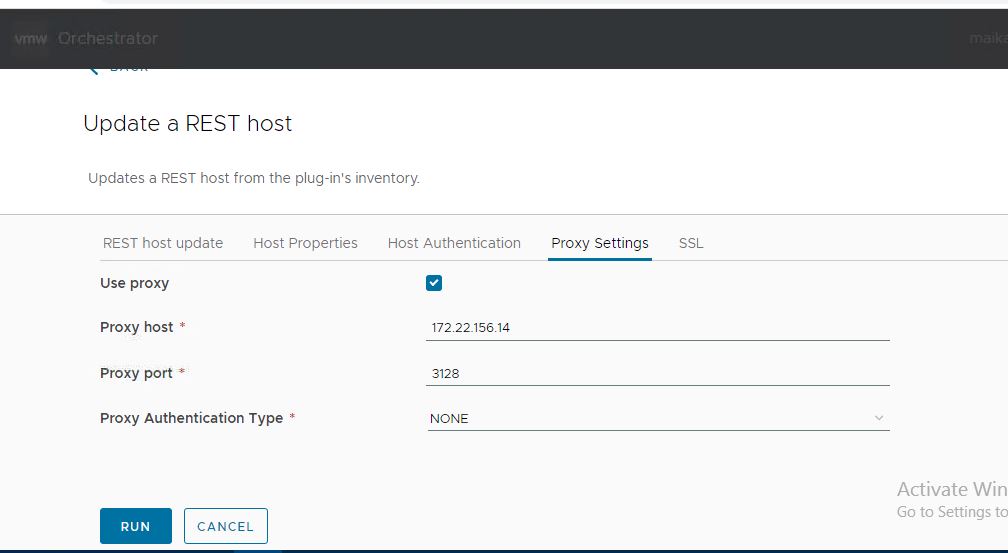 vmw Orchestrator maika
BACK
Update a REST host
Updates a REST host from the plug-in's inventory.
REST host update Host Properties Host Authentication Proxy Settings SSL
Use proxy
Proxy host * 172.22.156.14
Proxy port * 3128
Proxy Authentication Type * NONE
Activate Win
Go to Settings to
RUN CANCEL